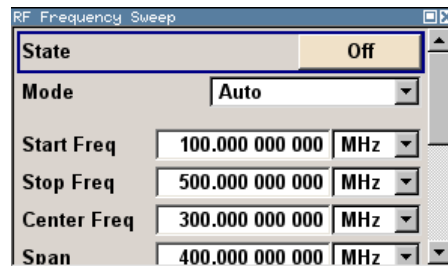 RF Frequency Sweep
State Off
Mode Auto
Start Freq 100.000 000 000 MHz
Stop Freq 500.000 000 000 MHz
Center Freq 300.000 000 000 MHz
Span 400.000 000 000 MHz